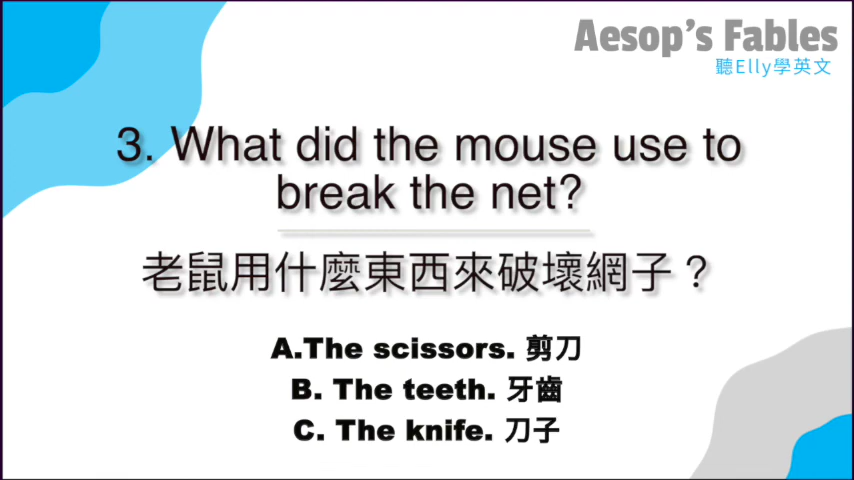 Aesop's Fables
聽Elly學英文
3. What did the mouse use to
break the net?
老鼠用什麼東西來破壞網子？
A.The scissors. 剪刀
B. The teeth. 牙齒
C. The knife. 刀子